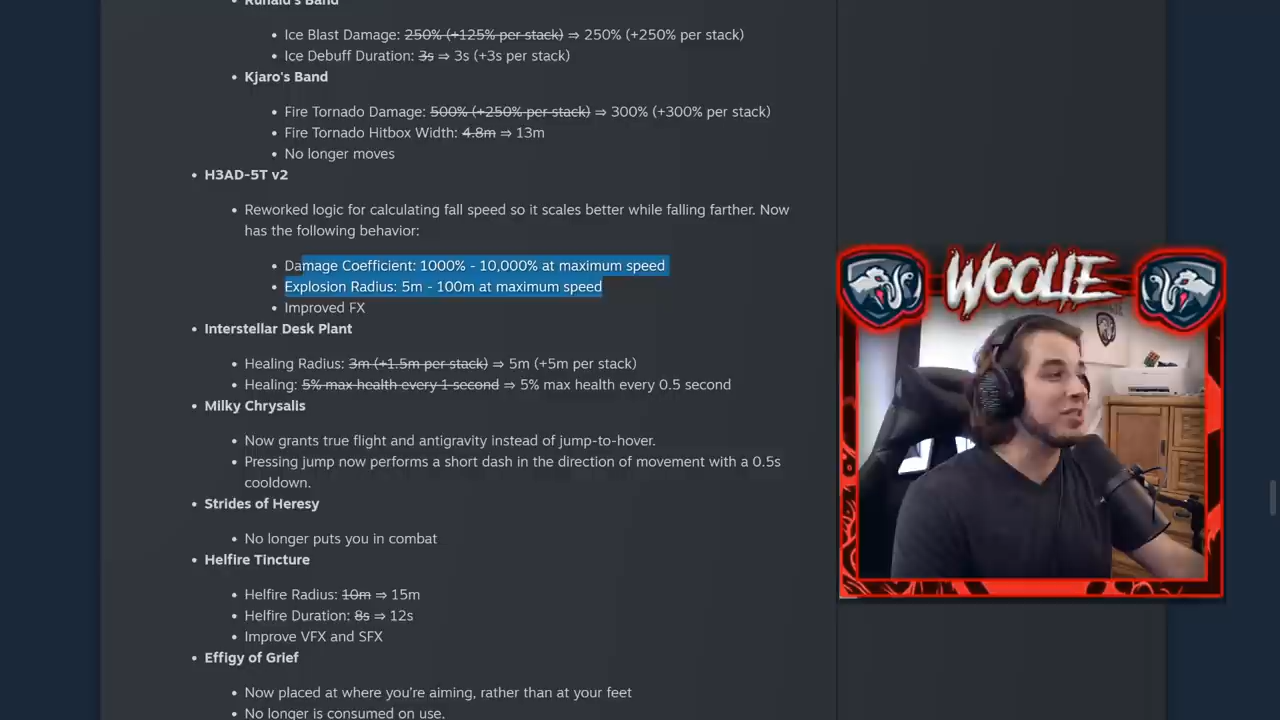 Runald's Band
Ice Blast Damage: 250% (+125% per stack) ⇒ 250% (+250% per stack)
Ice Debuff Duration: 3s ⇒ 3s (+3s per stack)
Kjaro's Band
Fire Tornado Damage: 500% (+250% per stack) ⇒ 300% (+300% per stack)
Fire Tornado Hitbox Width: 4.8m ⇒ 13m
No longer moves
H3AD-5T v2
Reworked logic for calculating fall speed so it scales better while falling farther. Now
has the following behavior:
Damage Coefficient: 1000% - 10,000% at maximum speed
Explosion Radius: 5m - 100m at maximum speed
Improved FX
Interstellar Desk Plant
Healing Radius: 3m (+1.5m per stack) ⇒ 5m (+5m per stack)
Healing: 5% max health every 1 second ⇒ 5% max health every 0.5 second
Milky Chrysalis
Now grants true flight and antigravity instead of jump-to-hover.
Pressing jump now performs a short dash in the direction of movement with a 0.5s
cooldown.
Strides of Heresy
No longer puts you in combat
Helfire Tincture
Helfire Radius: 10m ⇒ 15m
Helfire Duration: 8s ⇒ 12s
Improve VFX and SFX
Effigy of Grief
Now placed at where you're aiming, rather than at your feet
No longer is consumed on use.
WOOLIE